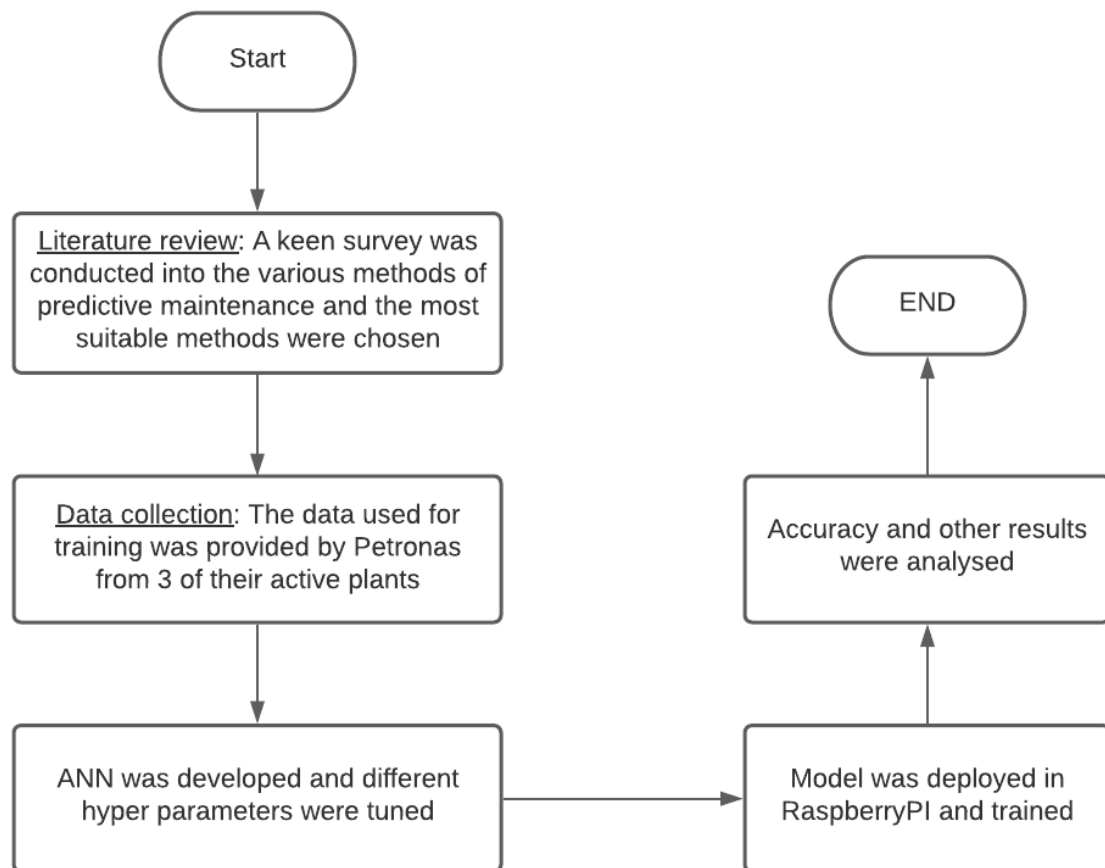 Start
Literature review: A keen survey was
conducted into the various methods of
predictive maintenance and the most
suitable methods were chosen
Data collection: The data used for
training was provided by Petronas
from 3 of their active plants
ANN was developed and different
hyper parameters were tuned
Model was deployed in
RaspberryPI and trained
Accuracy and other results
were analysed
END